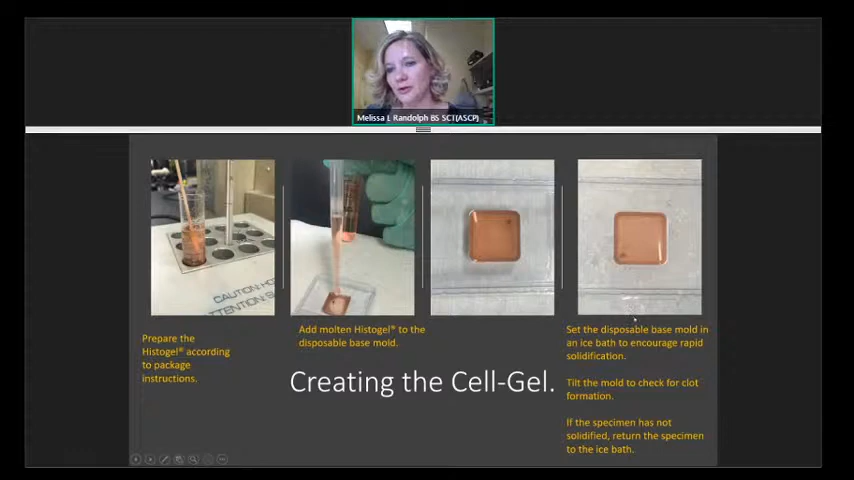 Melissa L Randolph BS SCT(ASCP)
CAUTION: HO
ATTENTION: SU
Prepare the
Histogel® according
to package
instructions.
Add molten Histogel® to the
disposable base mold.
Creating the Cell-Gel.
Set the disposable base mold in
an ice bath to encourage rapid
solidification.
Tilt the mold to check for clot
formation.
If the specimen has not
solidified, return the specimen
to the ice bath.